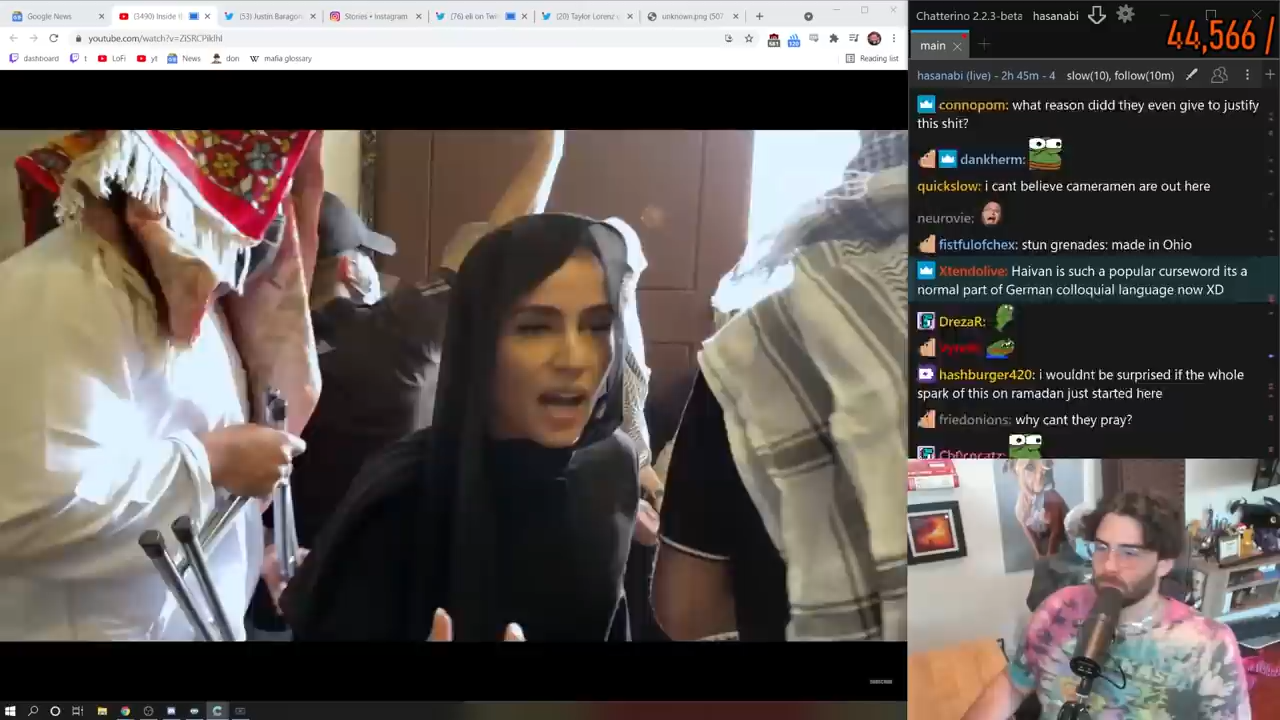 Google News
(3490) Inside
(53) Justin Baragon
Stories • Instagram
(76) eli on Twi
(20) Taylor Lorenz
unknown.png (507
youtube.com/watch?v=ZiSRCPikfhI
561
120
dashboard
t
LoFi
yt
News
don
mafia glossary
Reading list
SUBSCRIBE
Chatterino 2.2.3-beta
hasanabi
44,566 /
main
hasanabi (live) - 2h 45m - 4
slow(10), follow(10m)
connopom: what reason didd they even give to justify
this shit?
dankherm:
quickslow: i cant believe cameramen are out here
neurovie:
fistfulofchex: stun grenades: made in Ohio
Xtendolive: Haivan is such a popular curseword its a
normal part of German colloquial language now XD
DrezaR:
hashburger420: i wouldnt be surprised if the whole
spark of this on ramadan just started here
friedonions: why cant they pray?